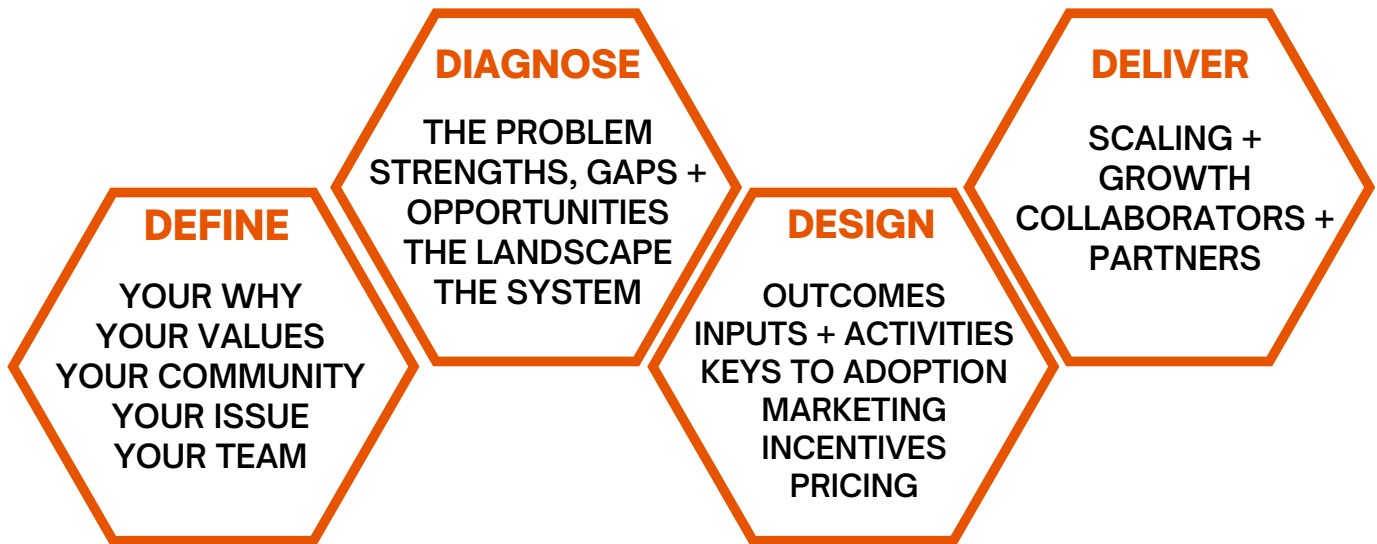 DEFINE
YOUR WHY
YOUR VALUES
YOUR COMMUNITY
YOUR ISSUE
YOUR TEAM
DIAGNOSE
THE PROBLEM
STRENGTHS, GAPS +
OPPORTUNITIES
THE LANDSCAPE
THE SYSTEM
DESIGN
OUTCOMES
INPUTS + ACTIVITIES
KEYS TO ADOPTION
MARKETING
INCENTIVES
PRICING
DELIVER
SCALING +
GROWTH
COLLABORATORS +
PARTNERS